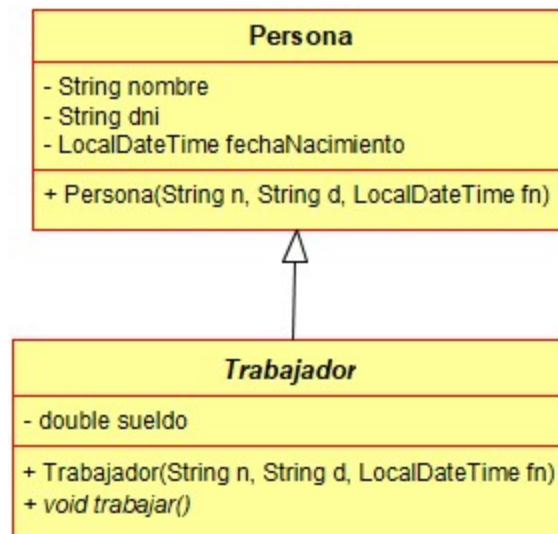 Persona
- String nombre
- String dni
- LocalDateTime fechaNacimiento
+ Persona(String n, String d, LocalDateTime fn)
Trabajador
- double sueldo
+ Trabajador(String n, String d, LocalDateTime fn)
+ void trabajar()